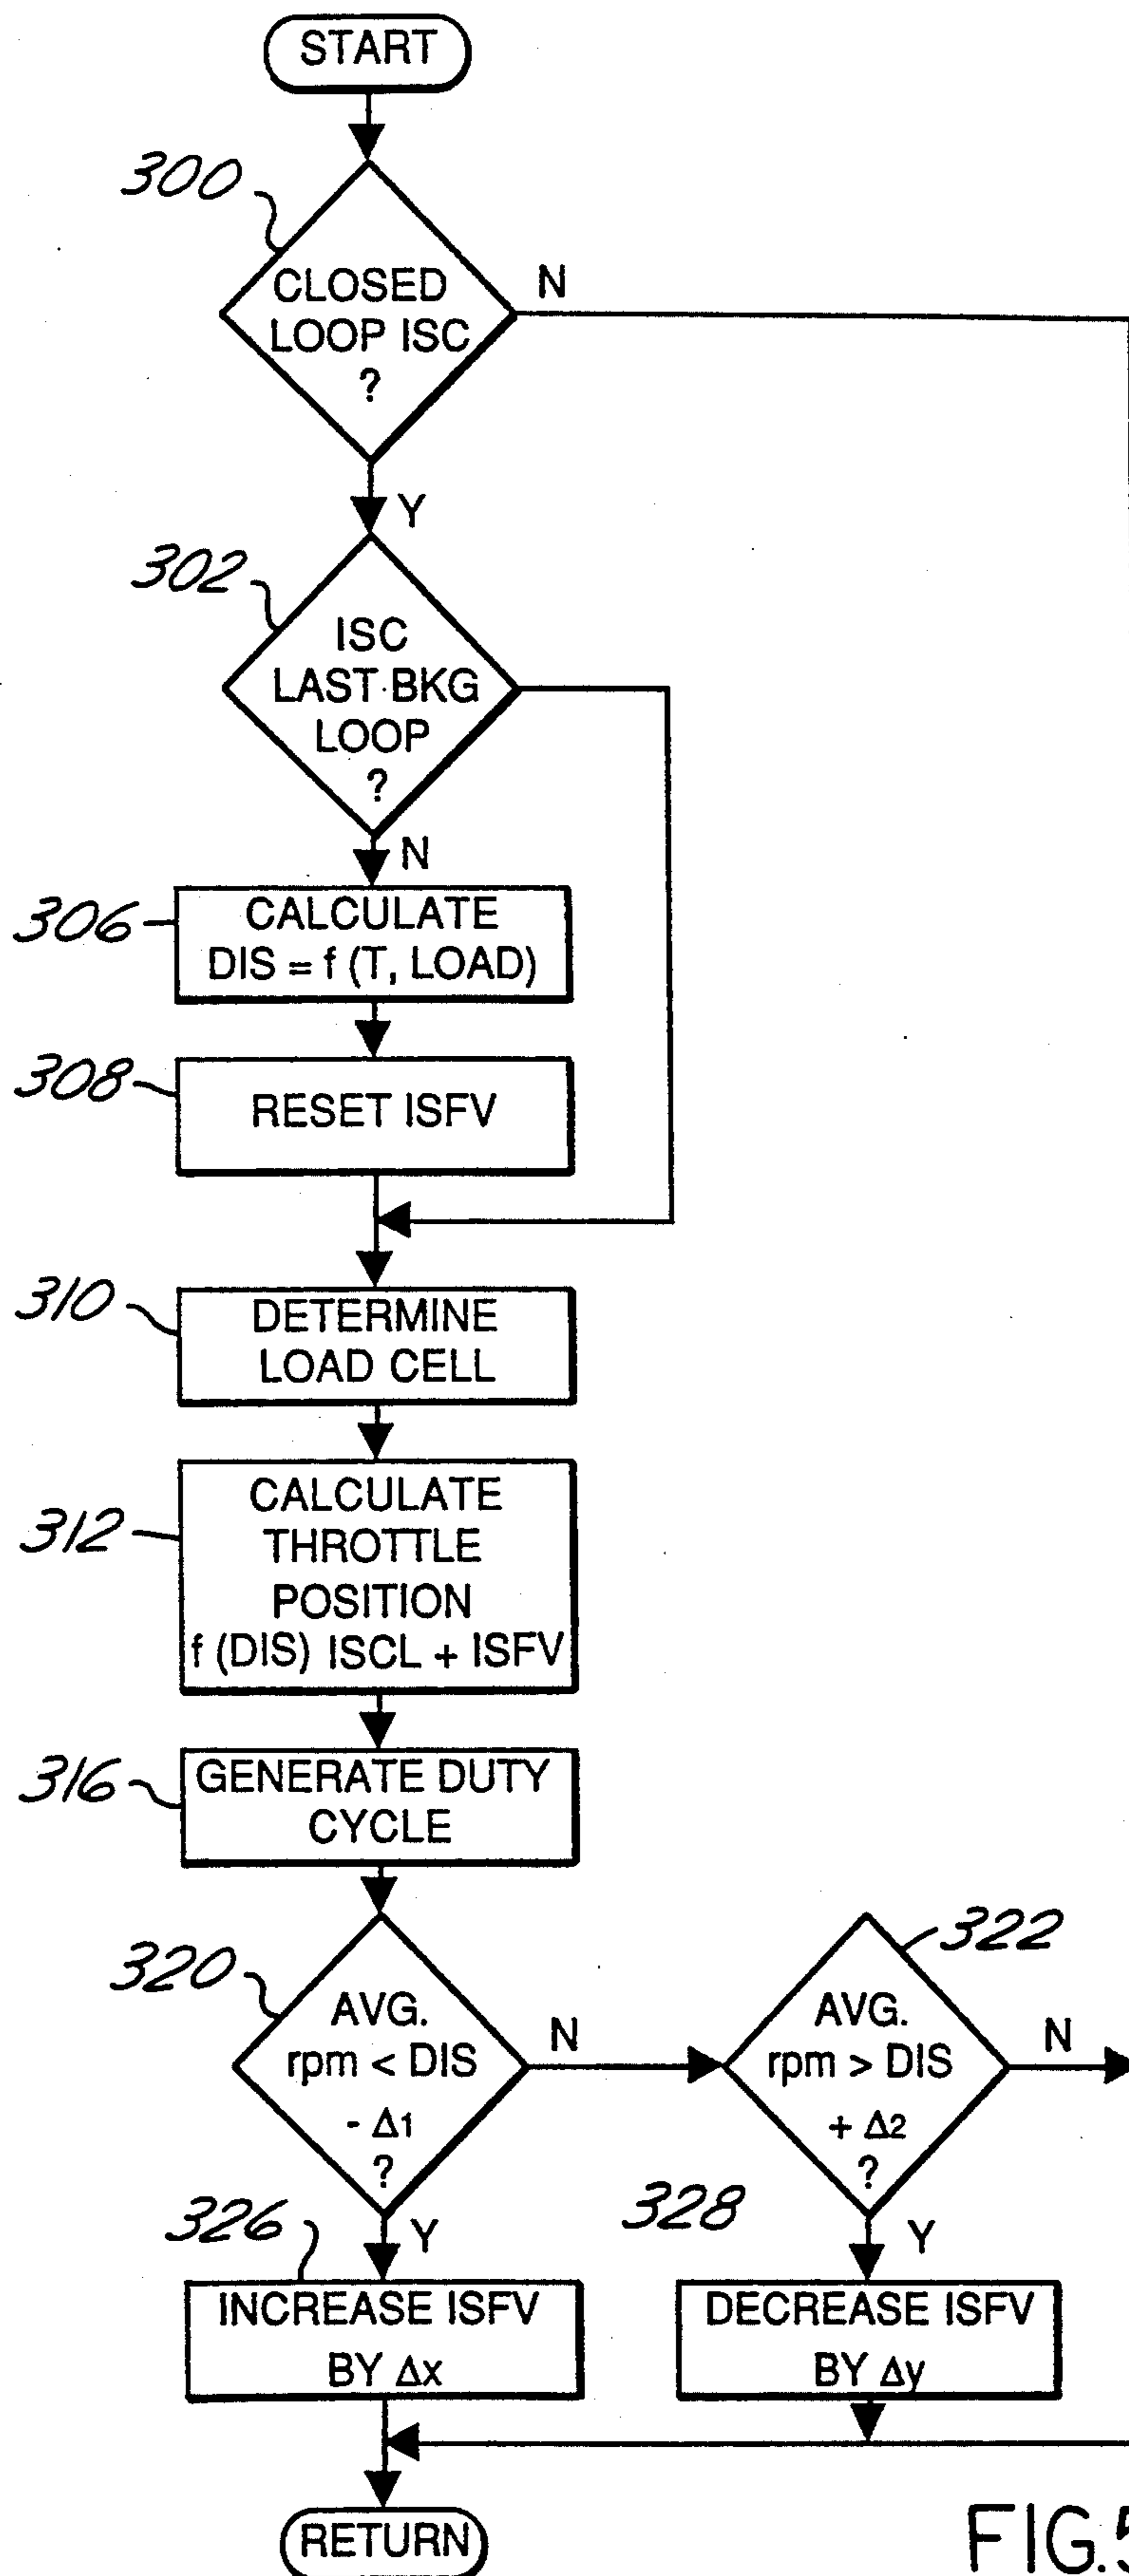 START
300
CLOSED
LOOP ISC
?
N
Y
302
ISC
LAST BKG
LOOP
?
N
306
CALCULATE
DIS = f (T, LOAD)
308
RESET ISFV
310
DETERMINE
LOAD CELL
312
CALCULATE
THROTTLE
POSITION
f (DIS) ISCL + ISFV
316
GENERATE DUTY
CYCLE
320
AVG.
rpm < DIS
- Δ1
?
N
Y
322
AVG.
rpm > DIS
+ Δ2
?
N
Y
326
INCREASE ISFV
BY Δx
328
DECREASE ISFV
BY Δy
RETURN
FIG.5